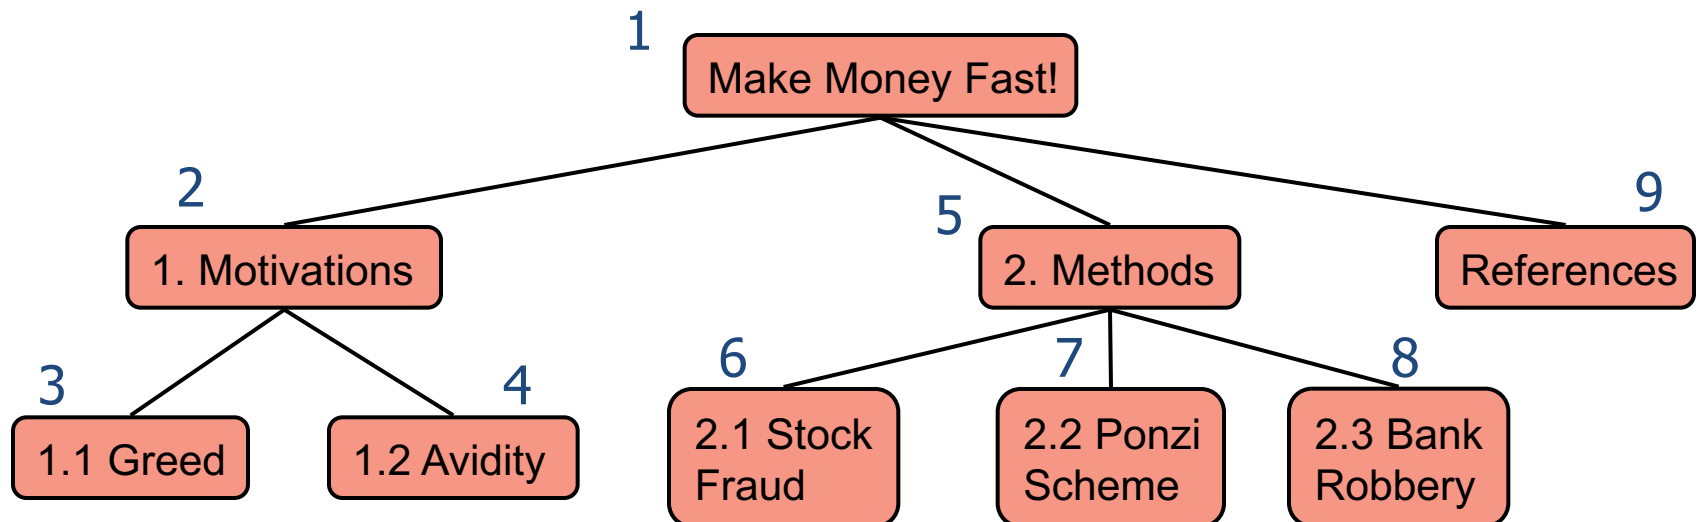 1
Make Money Fast!
2
5
9
1. Motivations
2. Methods
References
3
4
6
7
8
1.1 Greed
1.2 Avidity
2.1 Stock
Fraud
2.2 Ponzi
Scheme
2.3 Bank
Robbery